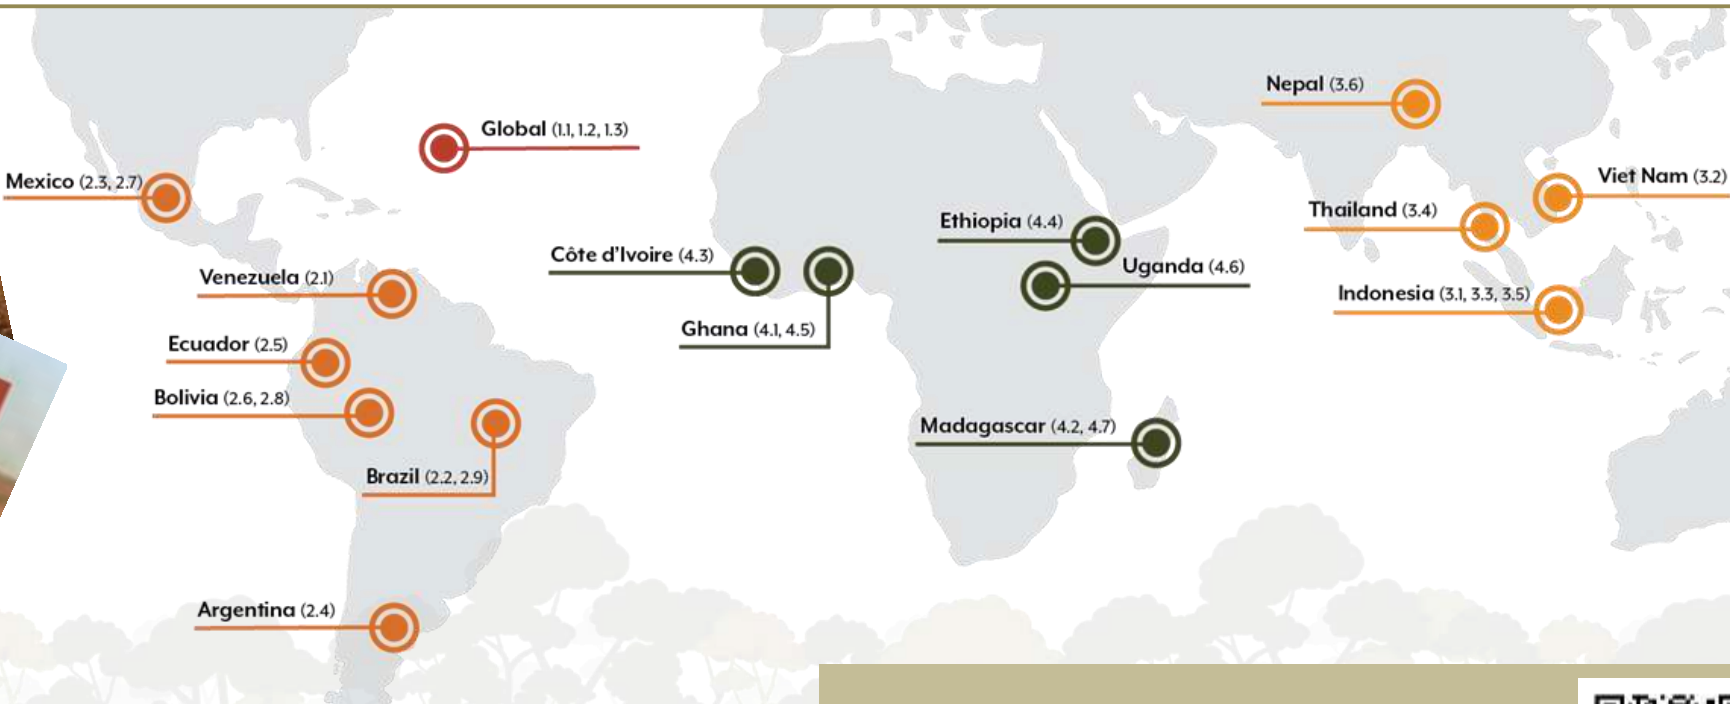 Nepal (3.6)
Global (1.1, 1.2, 1.3)
Mexico (2.3, 2.7)
Viet Nam (3.2)
Thailand (3.4)
Ethiopia (4.4)
Côte d'Ivoire (4.3)
Uganda (4.6)
Venezuela (2.1)
Indonesia (3.1, 3.3, 3.5)
Ghana (4.1, 4.5)
Ecuador (2.5)
Bolivia (2.6, 2.8)
Madagascar (4.2, 4.7)
Brazil (2.2, 2.9)
Argentina (2.4)